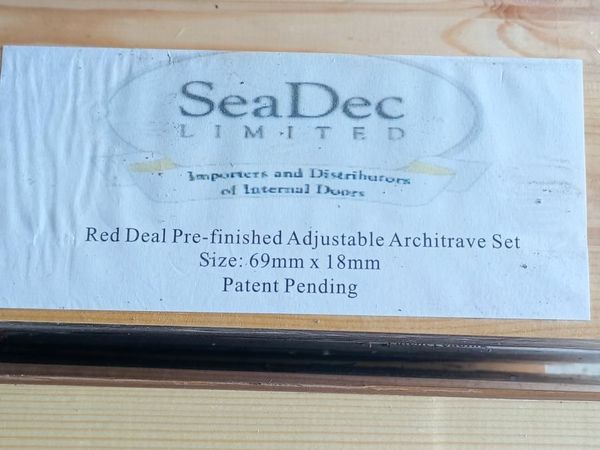 SeaDec
LIMITED
Importers and Distributors
of Internal Doors
Red Deal Pre-finished Adjustable Architrave Set
Size: 69mm x 18mm
Patent Pending